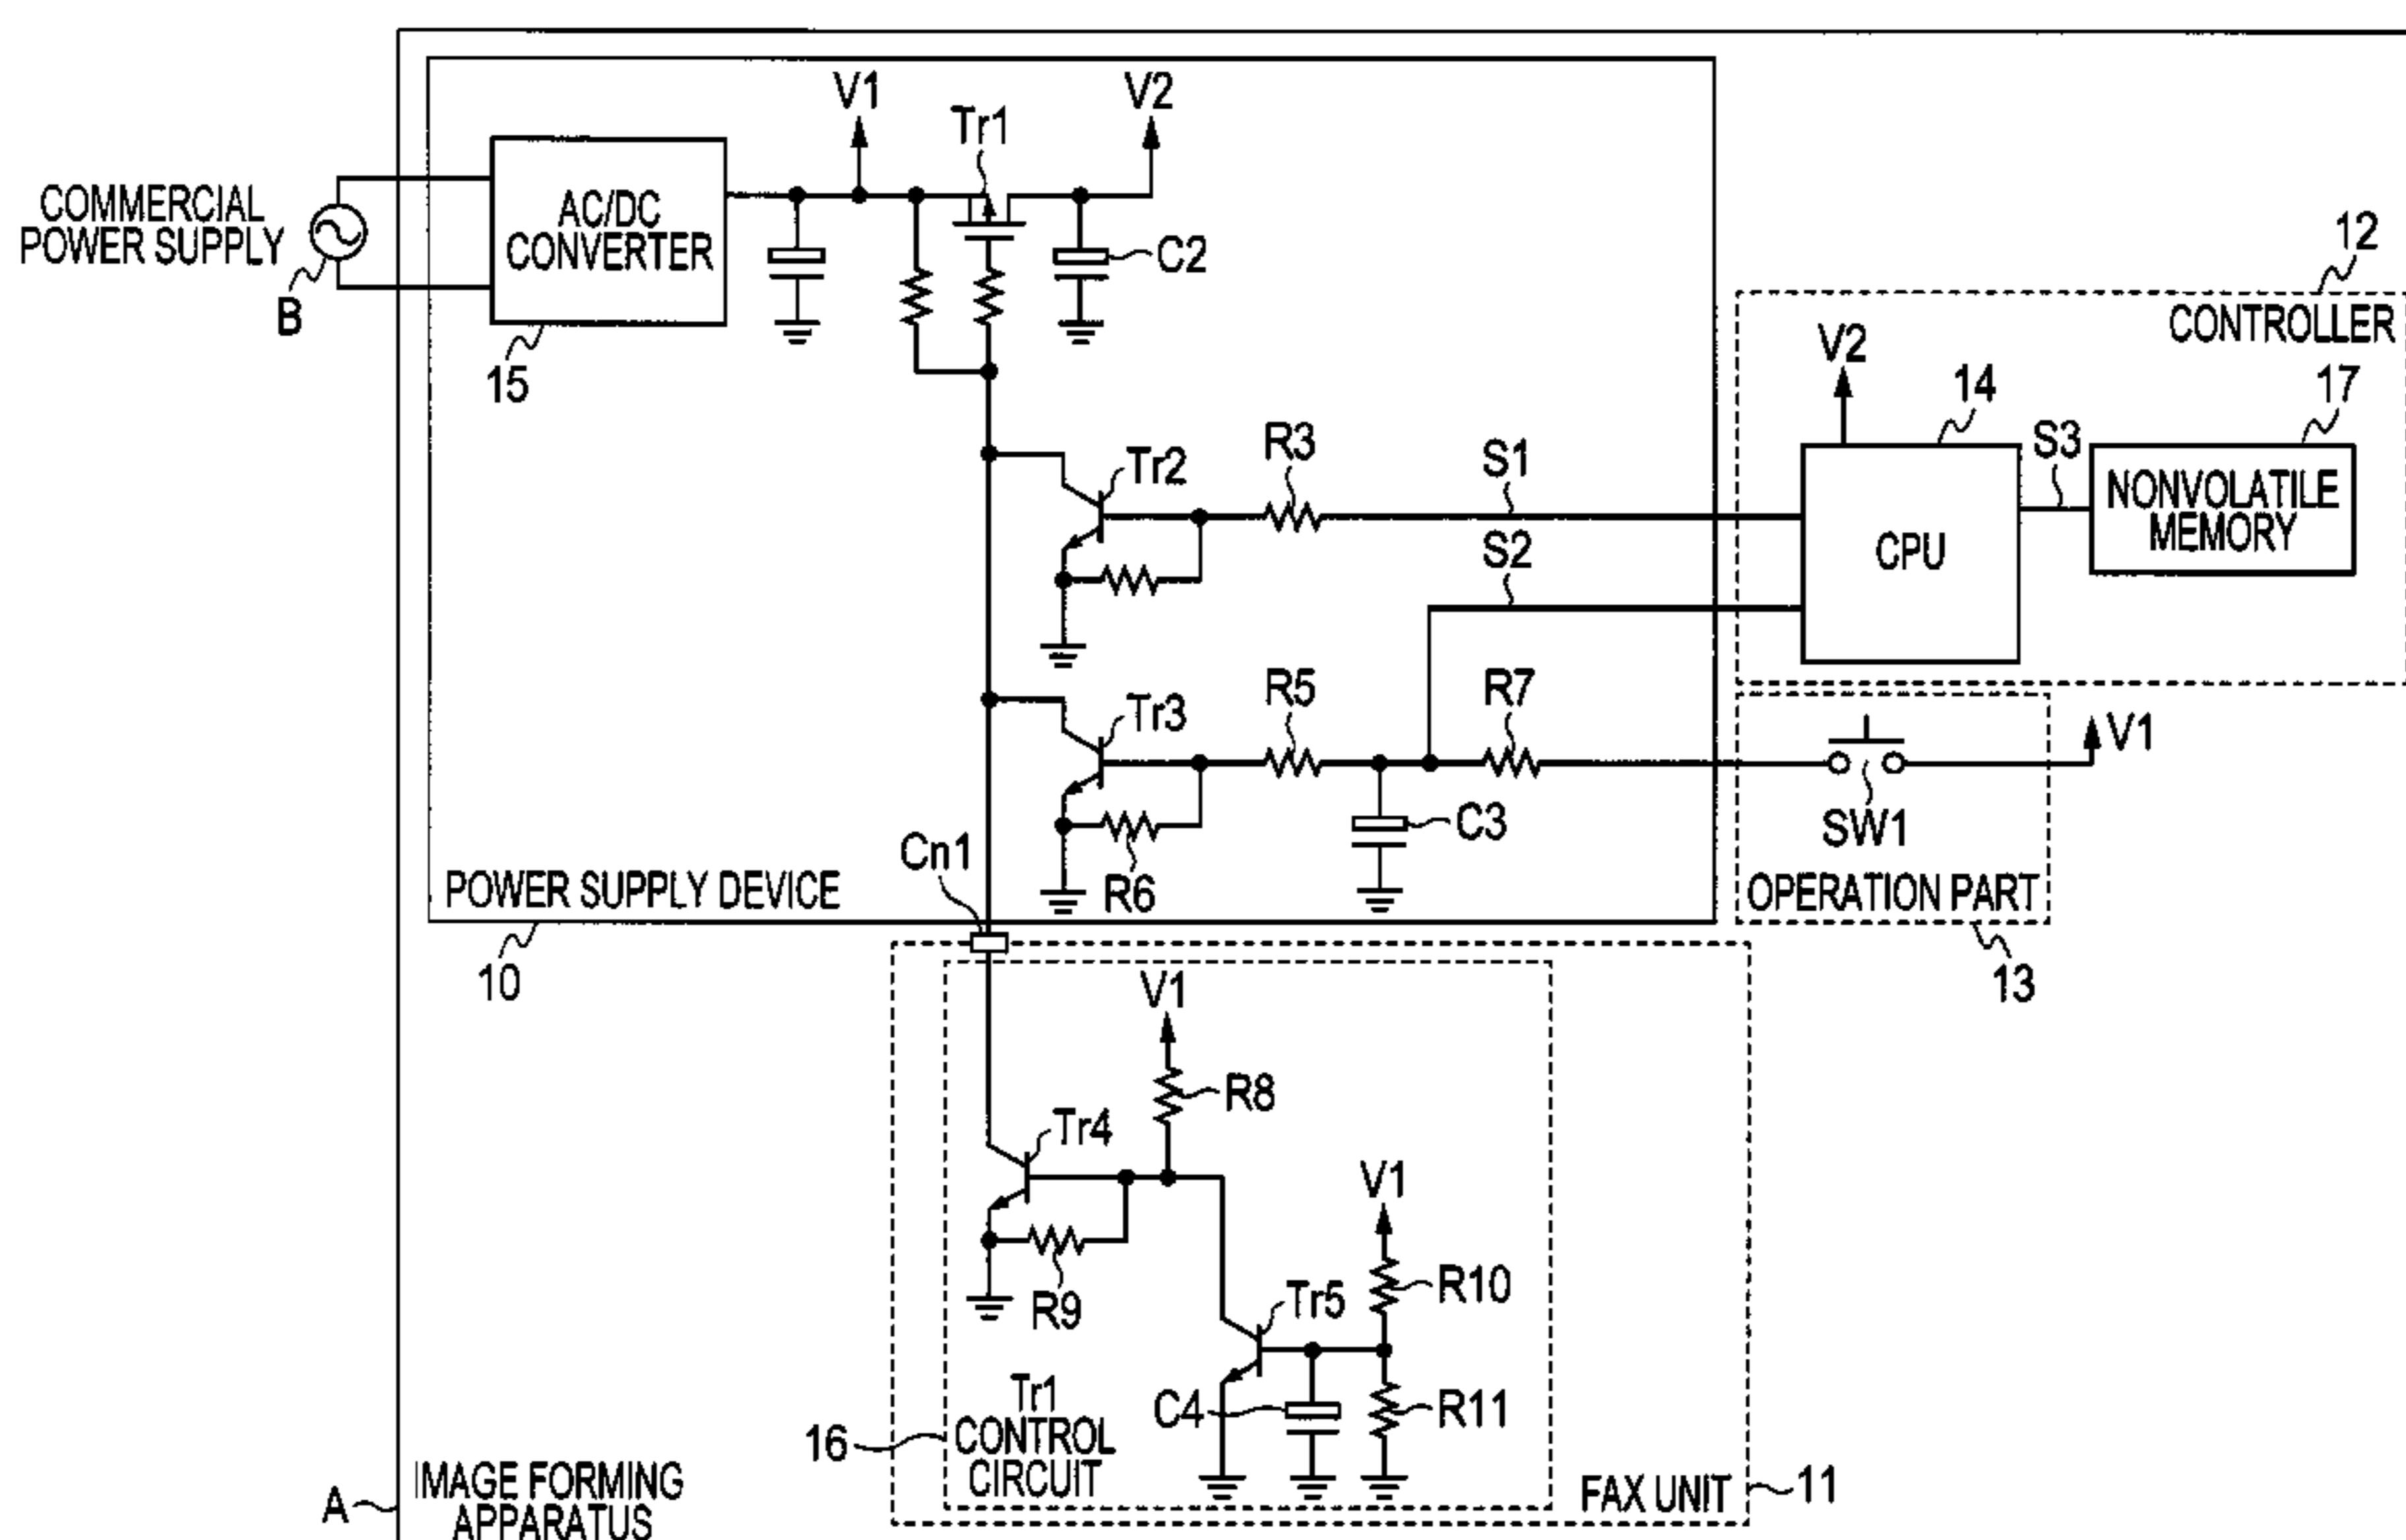 V1
V2
Tr1
COMMERCIAL
POWER SUPPLY
B
AC/DC
CONVERTER
15
C2
12
CONTROLLER
V2
14
17
S3
NONVOLATILE
MEMORY
CPU
Tr2
R3
S1
S2
Tr3
R5
R7
V1
SW1
C3
R6
Cn1
POWER SUPPLY DEVICE
10
OPERATION PART
13
V1
R8
Tr4
R9
V1
R10
Tr5
R11
C4
Tr1
CONTROL
CIRCUIT
16
FAX UNIT
11
A
IMAGE FORMING
APPARATUS